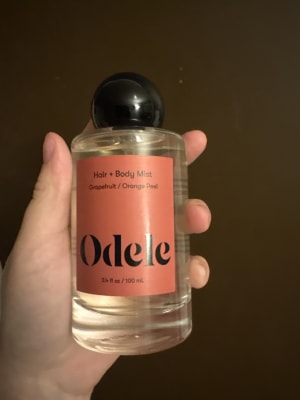 Hair + Body Mist
Grapefruit / Orange Peel
Odele
3.4 fl oz / 100 mL